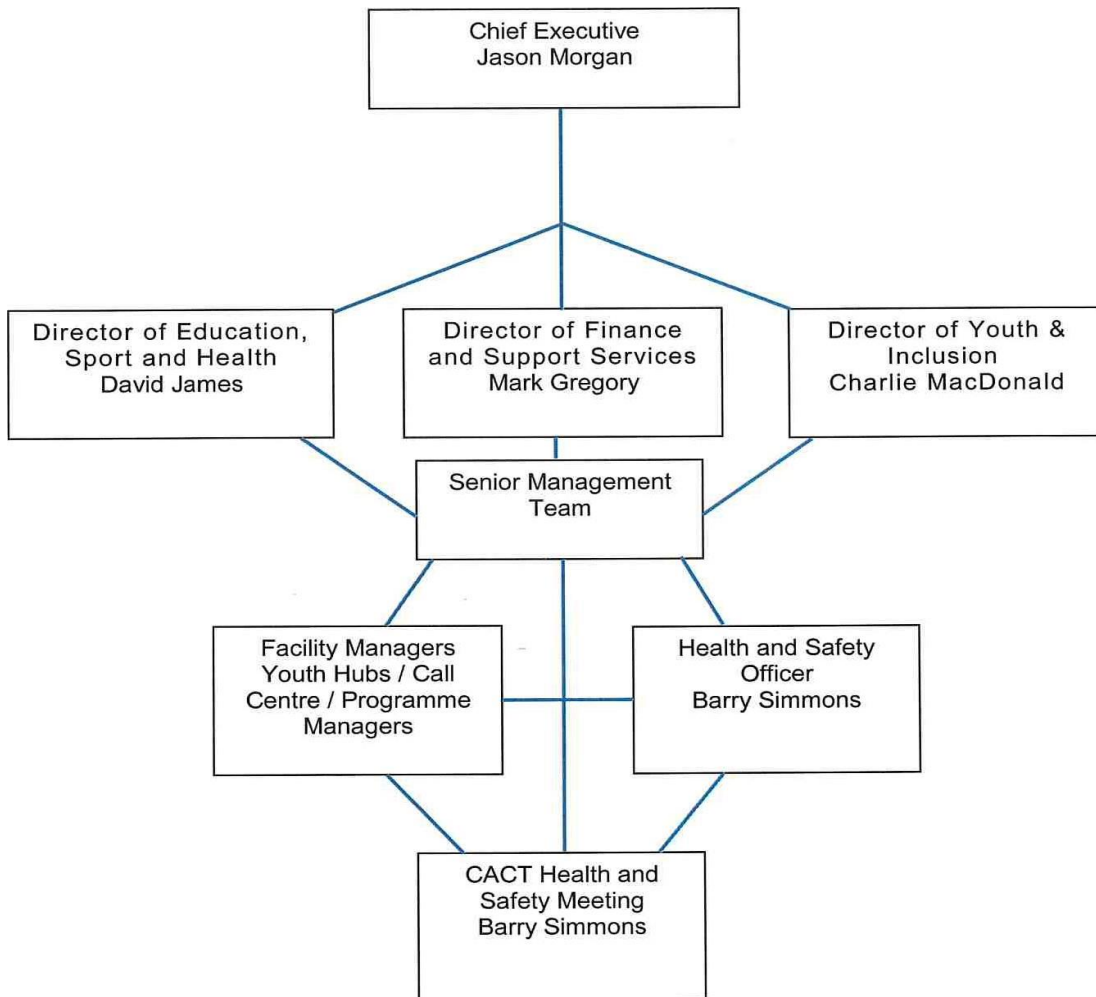 Chief Executive
Jason Morgan
Director of Education,
Sport and Health
David James
Director of Finance
and Support Services
Mark Gregory
Director of Youth &
Inclusion
Charlie MacDonald
Senior Management
Team
Facility Managers
Youth Hubs / Call
Centre / Programme
Managers
Health and Safety
Officer
Barry Simmons
CACT Health and
Safety Meeting
Barry Simmons